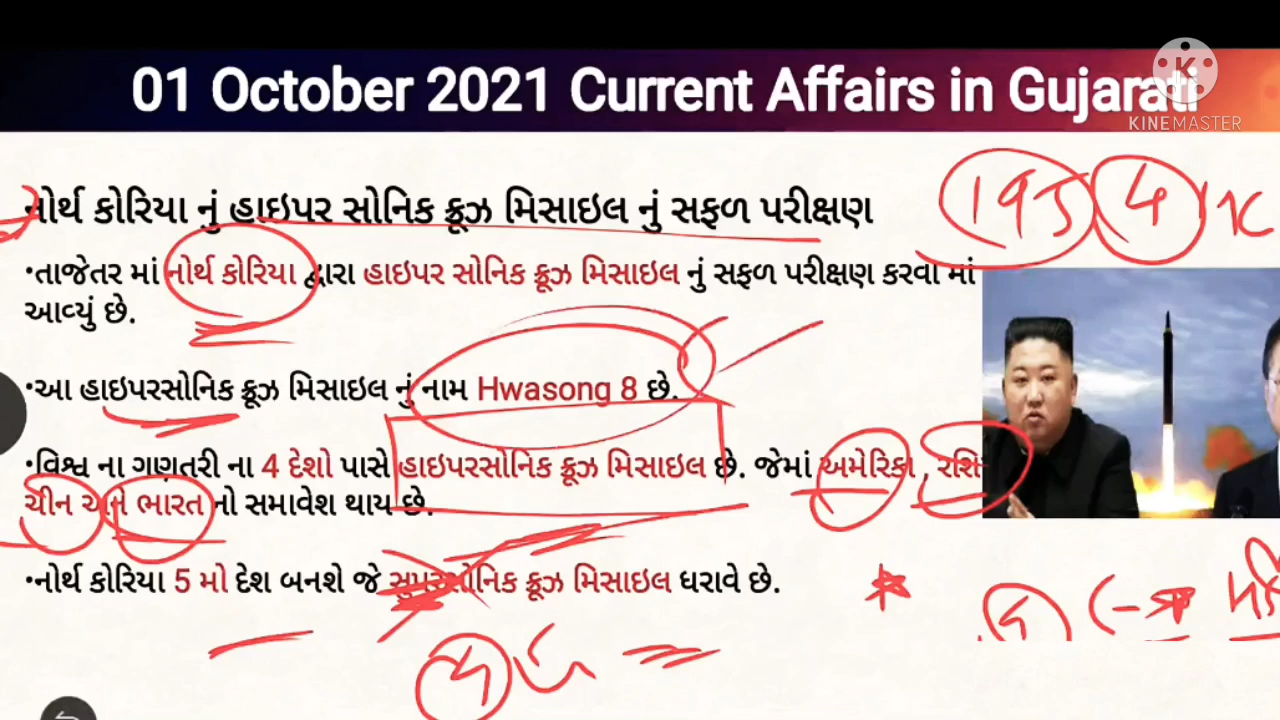 01 October 2021 Current Affairs in Gujarati
KINEMASTER
નોર્થ કોરિયા નું હાઇપર સોનિક ક્રૂઝ મિસાઇલ નું સફળ પરીક્ષણ
195 4
•તાજેતર માં નોર્થ કોરિયા દ્વારા હાઇપર સોનિક ક્રૂઝ મિસાઇલ નું સફળ પરીક્ષણ કરવા માં
આવ્યું છે.
•આ હાઇપરસોનિક ક્રૂઝ મિસાઇલ નું નામ Hwasong 8 છે.
•વિશ્વ ના ગણતરી ના 4 દેશો પાસે હાઇપરસોનિક ક્રૂઝ મિસાઇલ છે. જેમાં અમેરિકા , રશિ
ચીન અને ભારત નો સમાવેશ થાય છે.
•નોર્થ કોરિયા 5 મો દેશ બનશે જે સુપરસોનિક ક્રૂઝ મિસાઇલ ધરાવે છે.